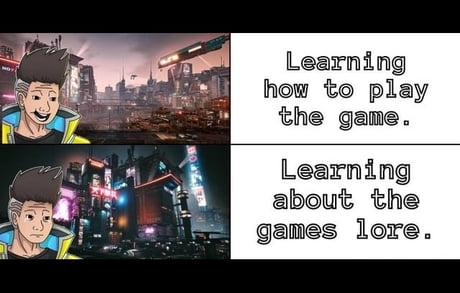 Learning
how to play
the game.
Learning
about the
games lore.